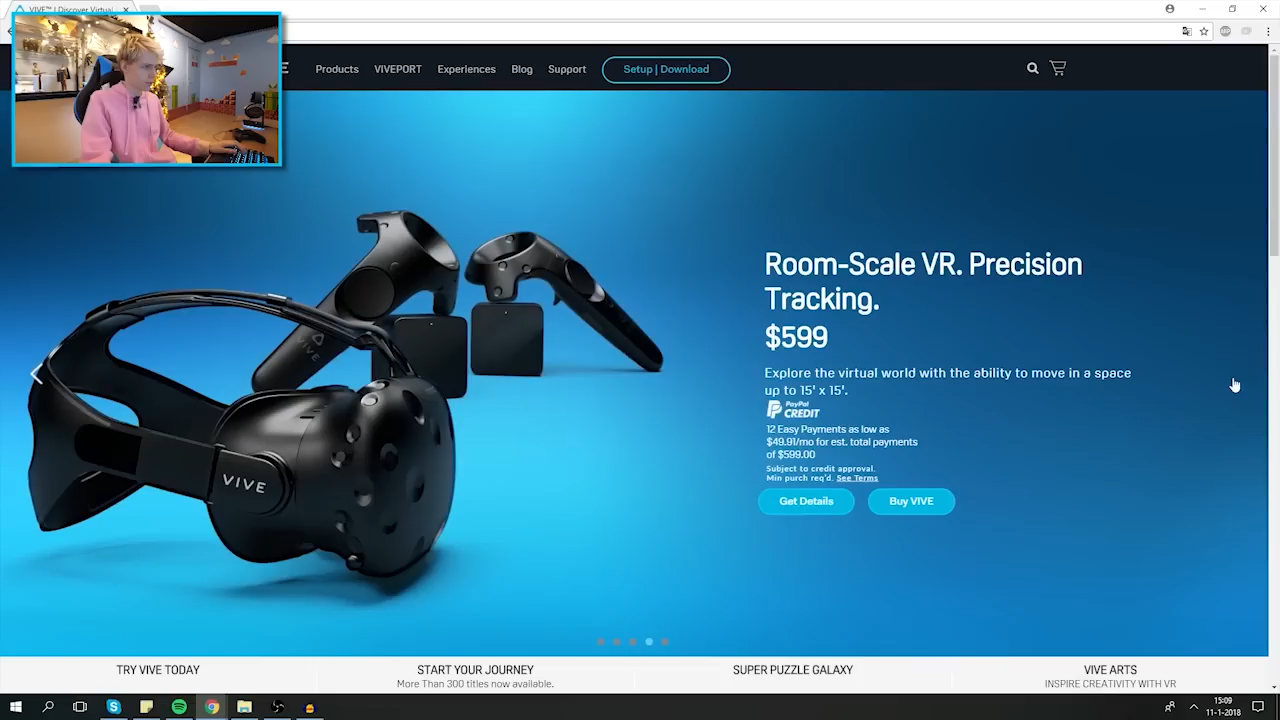 VIVE™ | Discover Virtual
Products
VIVEPORT
Experiences
Blog
Support
Setup | Download
Room-Scale VR. Precision
Tracking.
$599
Explore the virtual world with the ability to move in a space
up to 15' x 15'.
PayPal
CREDIT
12 Easy Payments as low as
$49.91/mo for est. total payments
of $599.00
Subject to credit approval.
Min purch req'd. See Terms
Get Details
Buy VIVE
VIVE
VIVE
TRY VIVE TODAY
START YOUR JOURNEY
More Than 300 titles now available.
SUPER PUZZLE GALAXY
VIVE ARTS
INSPIRE CREATIVITY WITH VR
15:09
11-1-2018